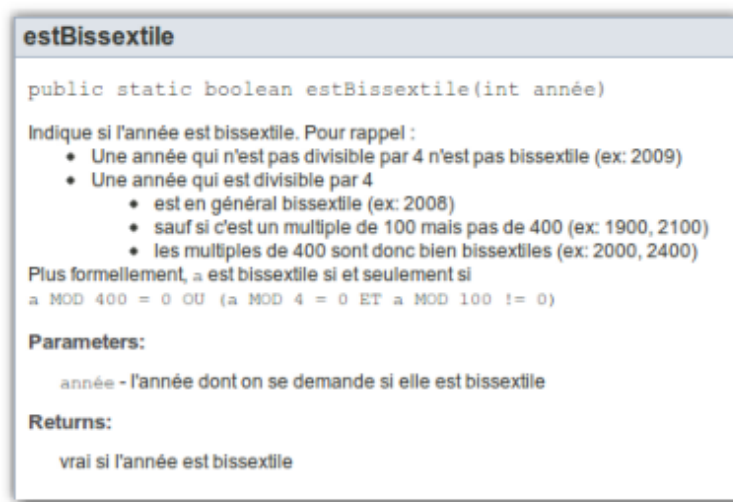 estBissextile
public static boolean estBissextile(int année)
Indique si l'année est bissextile. Pour rappel :
• Une année qui n'est pas divisible par 4 n'est pas bissextile (ex: 2009)
• Une année qui est divisible par 4
• est en général bissextile (ex: 2008)
• sauf si c'est un multiple de 100 mais pas de 400 (ex: 1900, 2100)
• les multiples de 400 sont donc bien bissextiles (ex: 2000, 2400)
Plus formellement, a est bissextile si et seulement si
a MOD 400 = 0 OU (a MOD 4 = 0 ET a MOD 100 != 0)
Parameters:
année - l'année dont on se demande si elle est bissextile
Returns:
vrai si l'année est bissextile